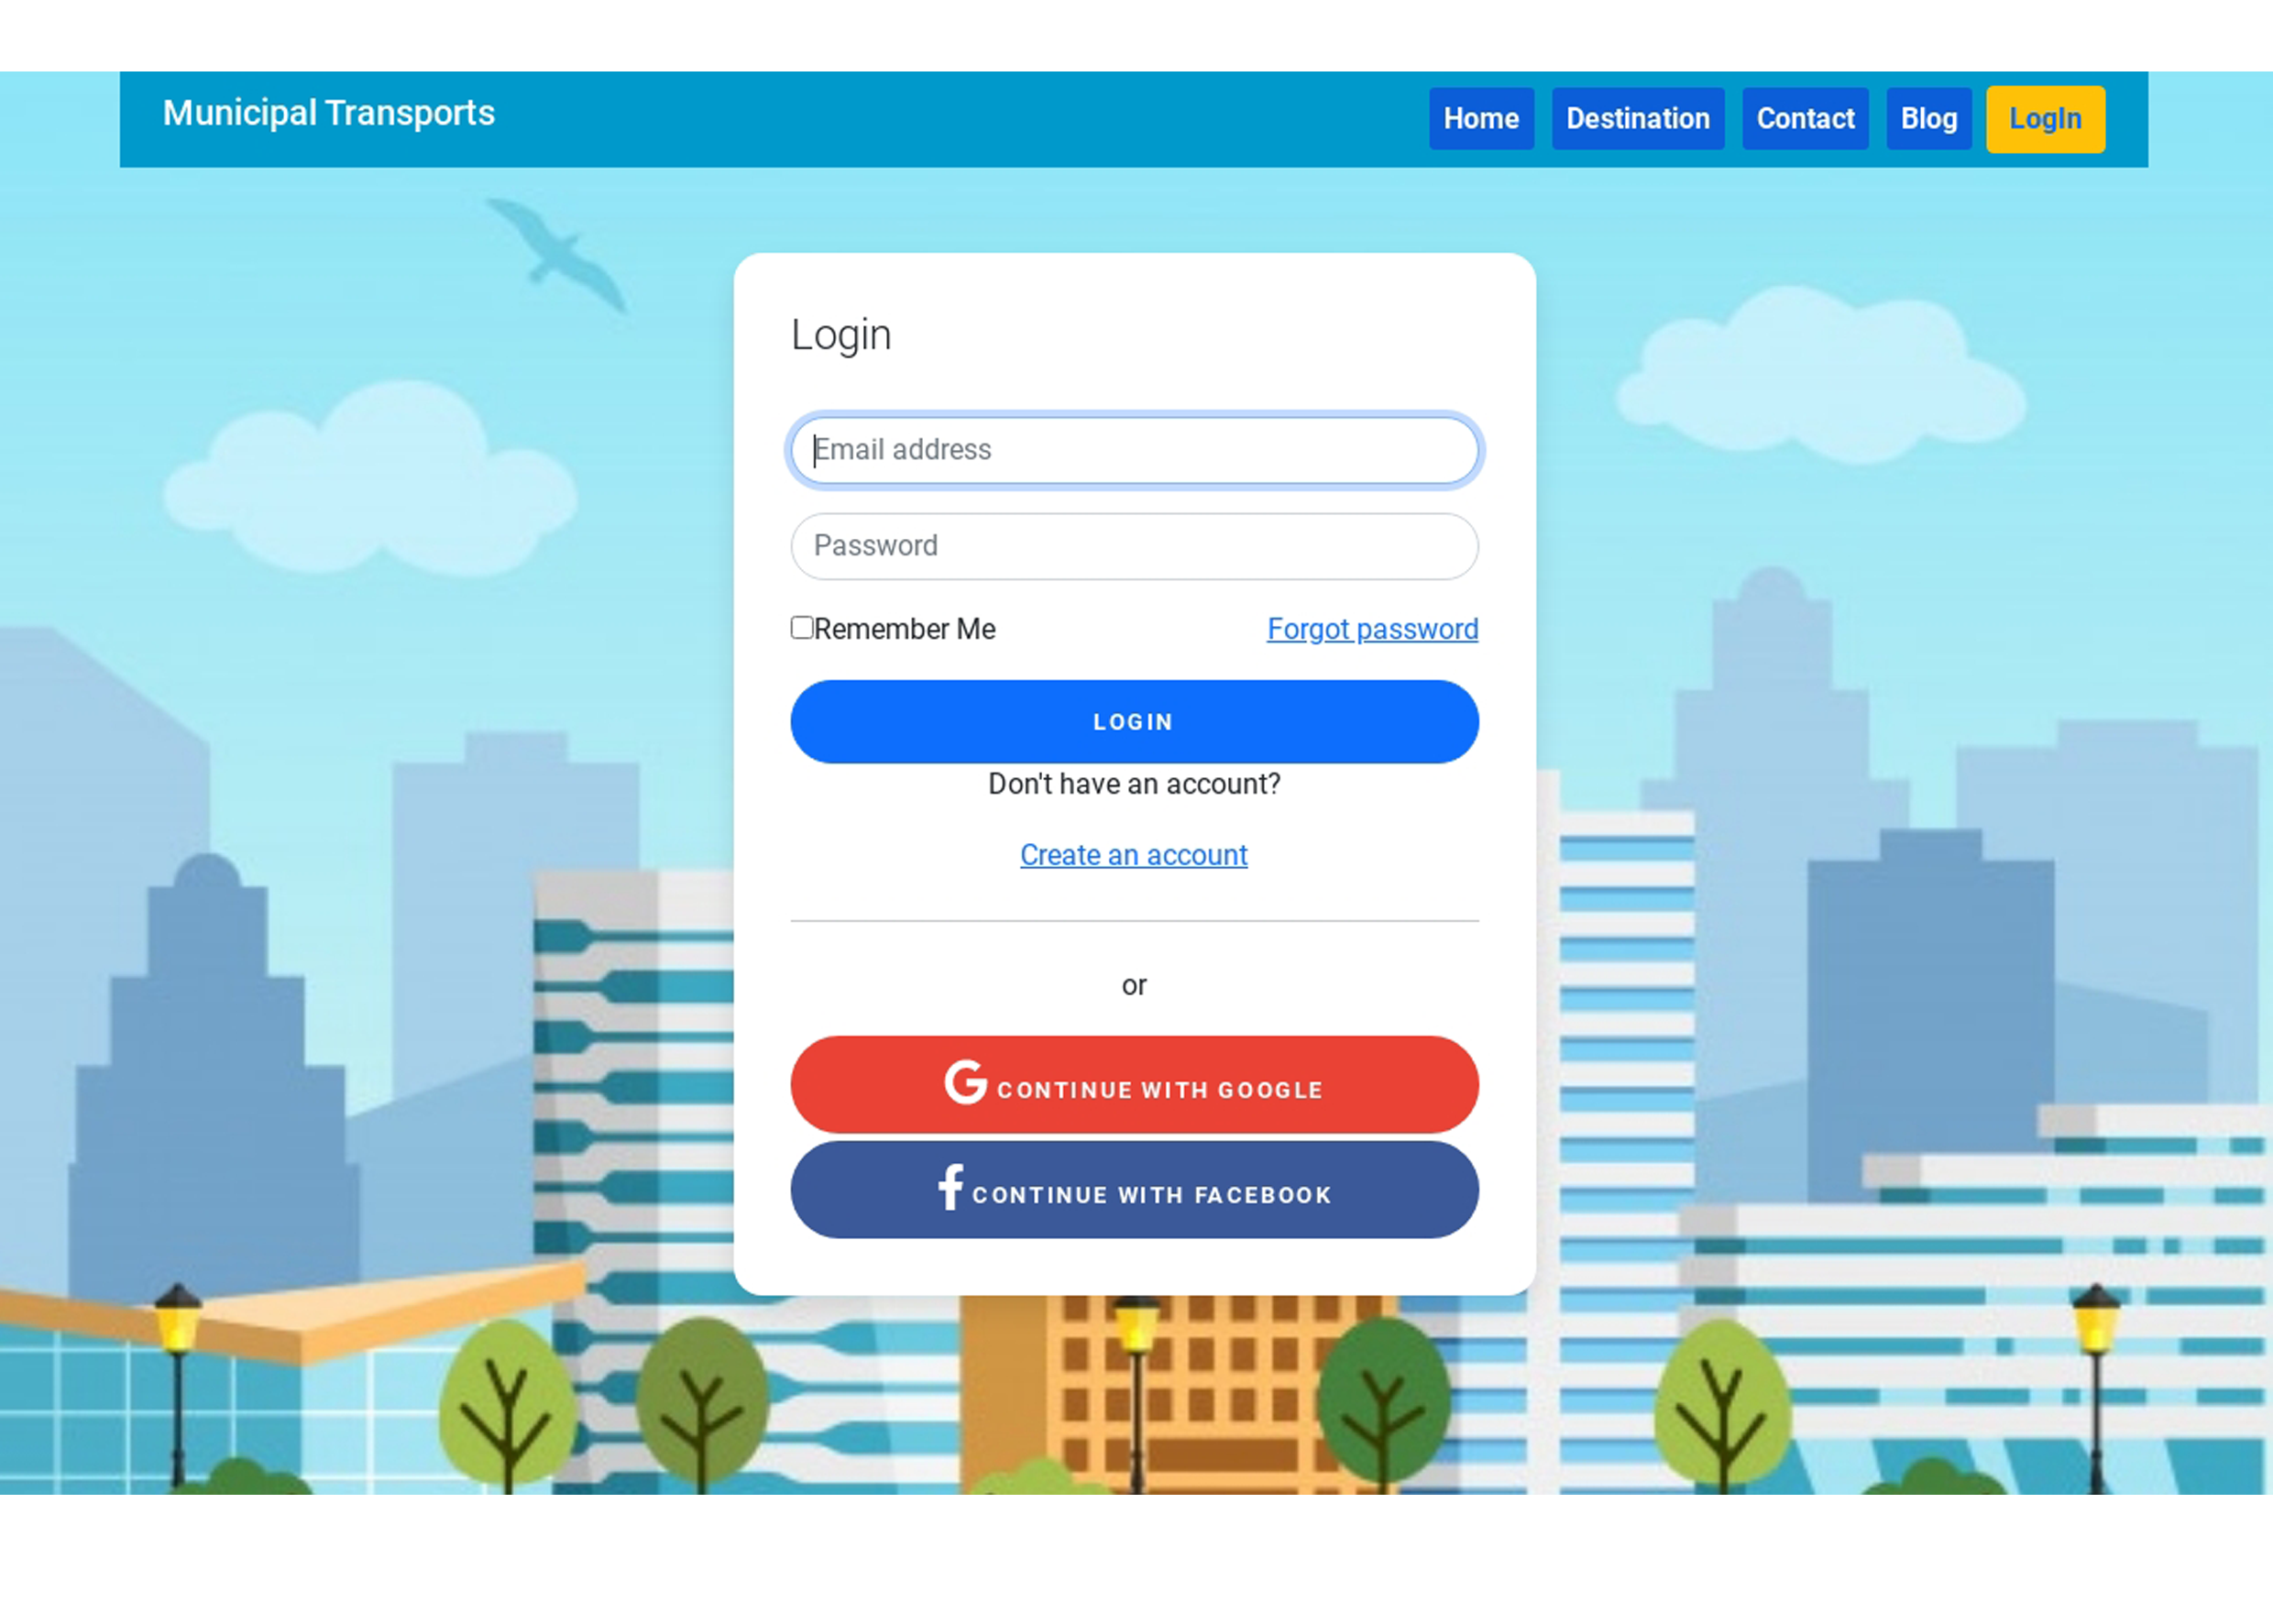 Municipal Transports
Home Destination Contact Blog LogIn
Login
Email address
Password
Remember Me Forgot password
LOGIN
Don't have an account?
Create an account
or
CONTINUE WITH GOOGLE
CONTINUE WITH FACEBOOK